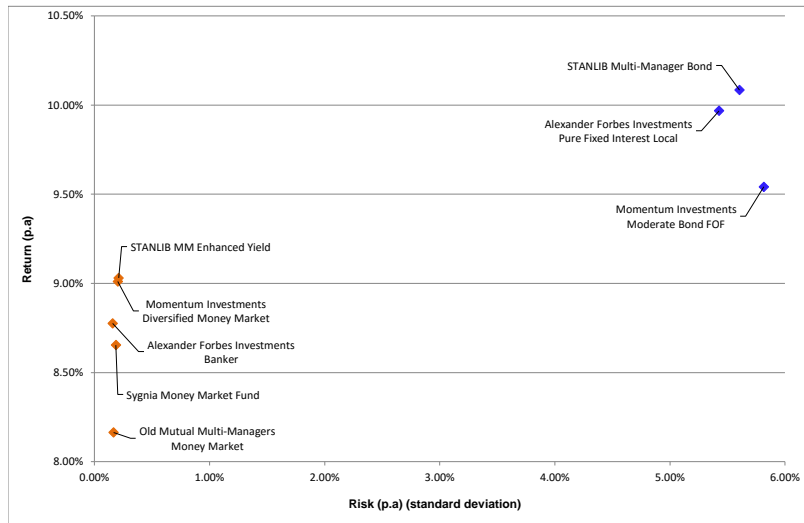 10.50%
STANLIB Multi-Manager Bond
10.00%
Alexander Forbes Investments
Pure Fixed Interest Local
9.50%
Momentum Investments
Moderate Bond FOF
Return (p.a)
STANLIB MM Enhanced Yield
9.00%
Momentum Investments
Diversified Money Market
Alexander Forbes Investments
Banker
8.50%
Sygnia Money Market Fund
Old Mutual Multi-Managers
Money Market
8.00%
0.00% 1.00% 2.00% 3.00% 4.00% 5.00% 6.00%
Risk (p.a) (standard deviation)